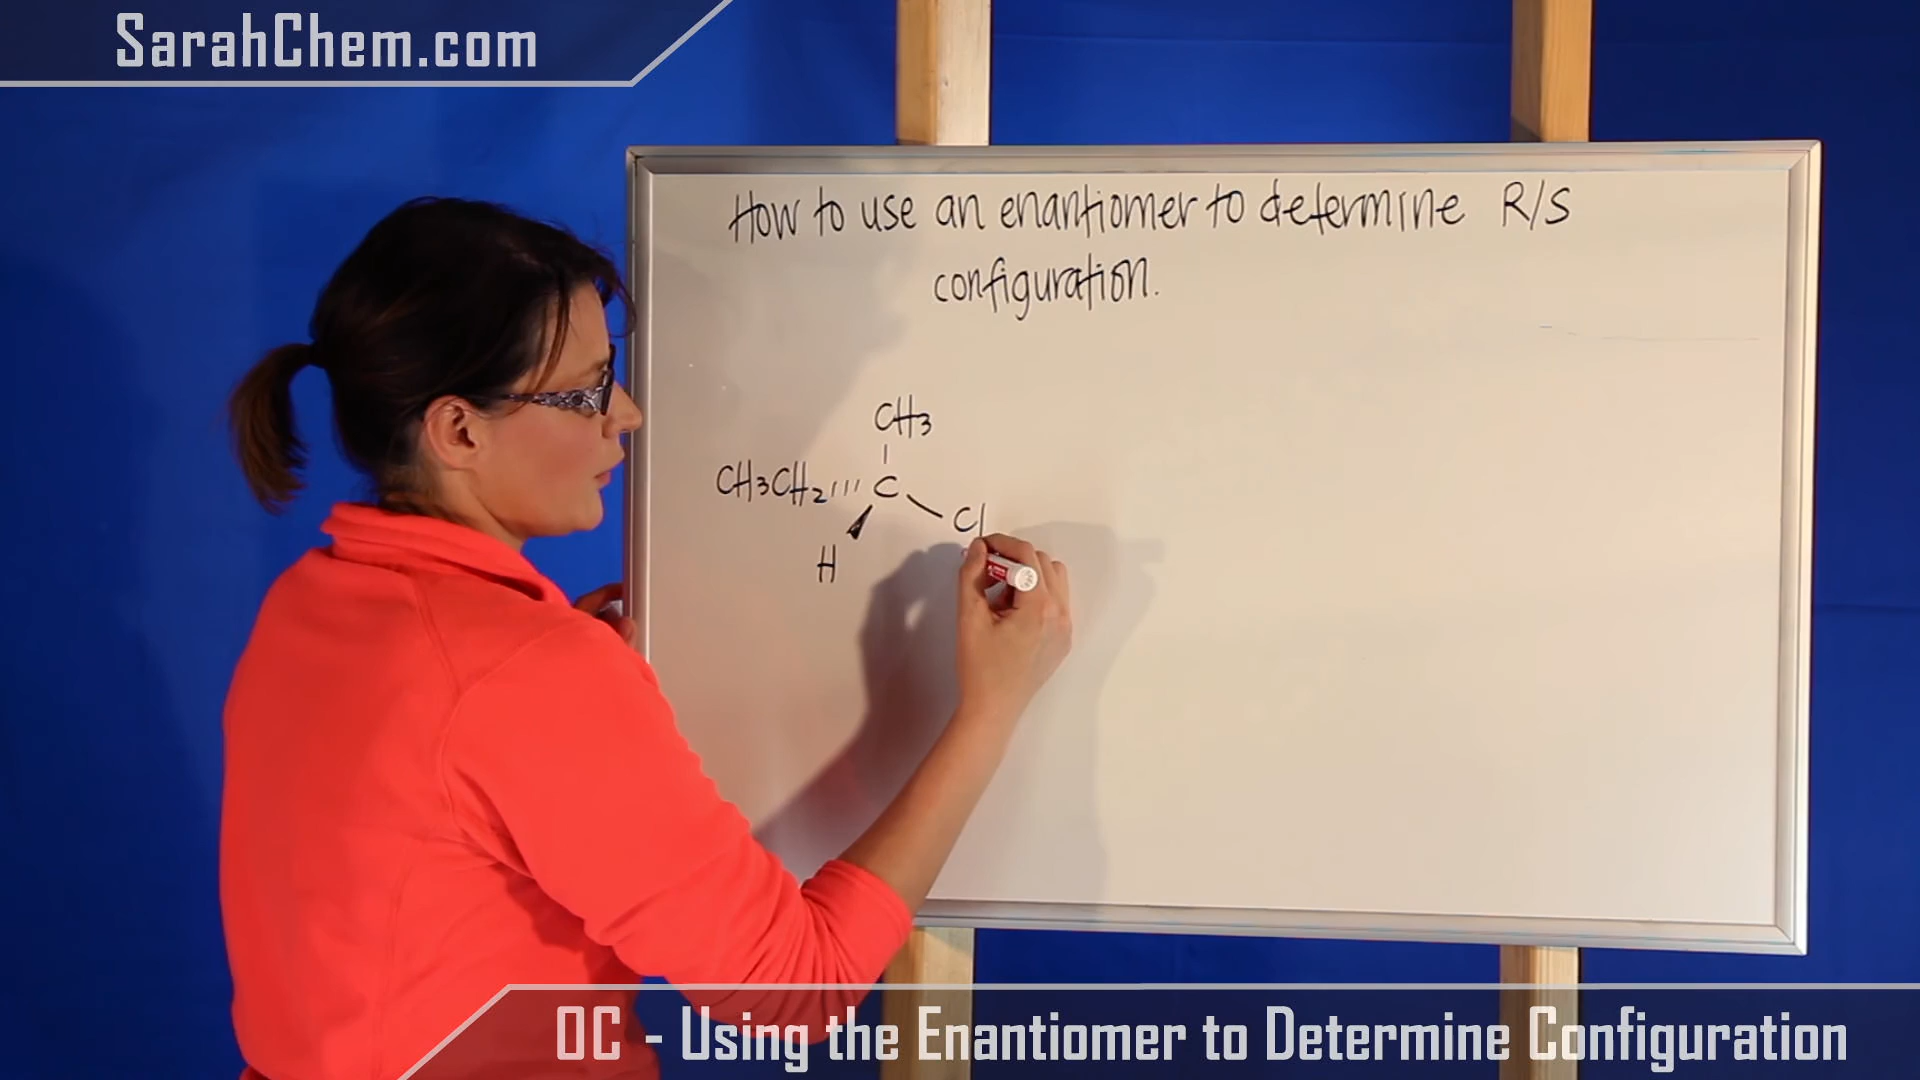 SarahChem.com
How to use an enantiomer to determine R/S
configuration.
CH3
CH3CH2 C
Cl
H
OC - Using the Enantiomer to Determine Configuration